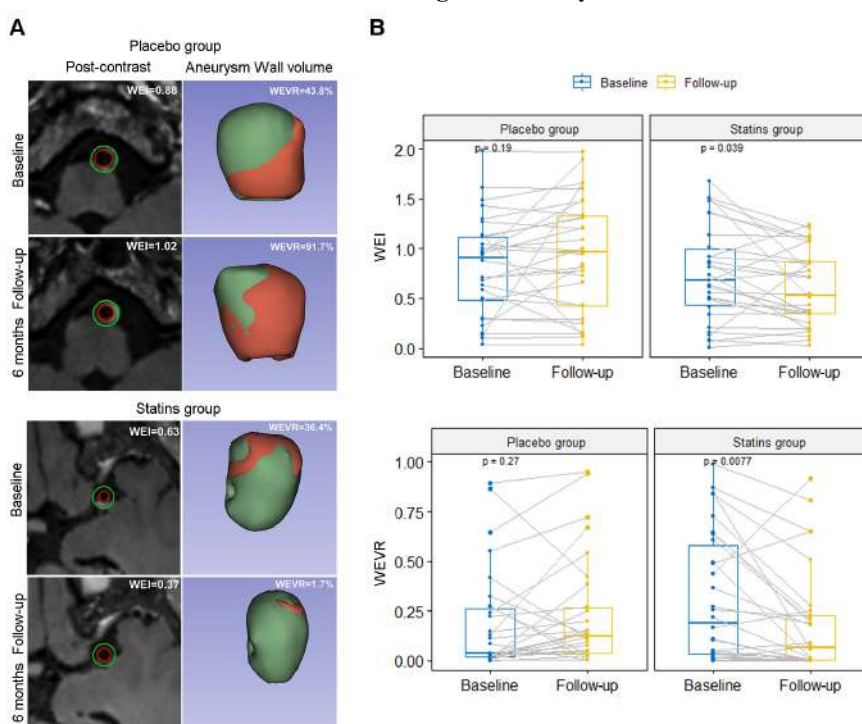 A
Placebo group
Post-contrast Aneurysm Wall volume
Baseline
WEI=0.88
WEVR=43.8%
6 months Follow-up
WEI=1.02
WEVR=91.7%
Statins group
Baseline
WEI=0.63
WEVR=36.4%
6 months Follow-up
WEI=0.37
WEVR=1.7%
B
Baseline Follow-up
Placebo group Statins group
p = 0.19 p = 0.039
WEI
2.0
1.5
1.0
0.5
0.0
Baseline Follow-up Baseline Follow-up
Placebo group Statins group
p = 0.27 p = 0.0077
WEVR
1.00
0.75
0.50
0.25
0.00
Baseline Follow-up Baseline Follow-up